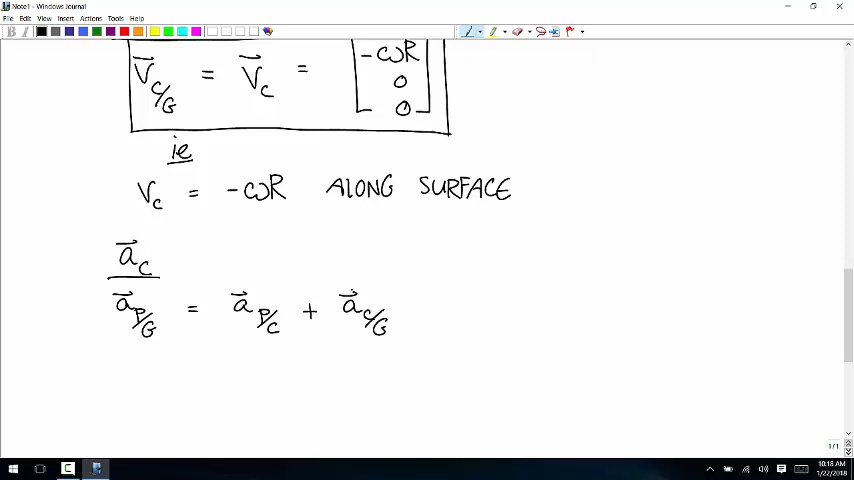 Note1 - Windows Journal
File Edit View Insert Actions Tools Help
B I
V⃗ C/G = V⃗ C = [ -ωR
0
0 ]
ie
Vc = -ωR ALONG SURFACE
a⃗ C
a⃗ P/G = a⃗ P/C + a⃗ C/G
1/1
10:18 AM
1/22/2018